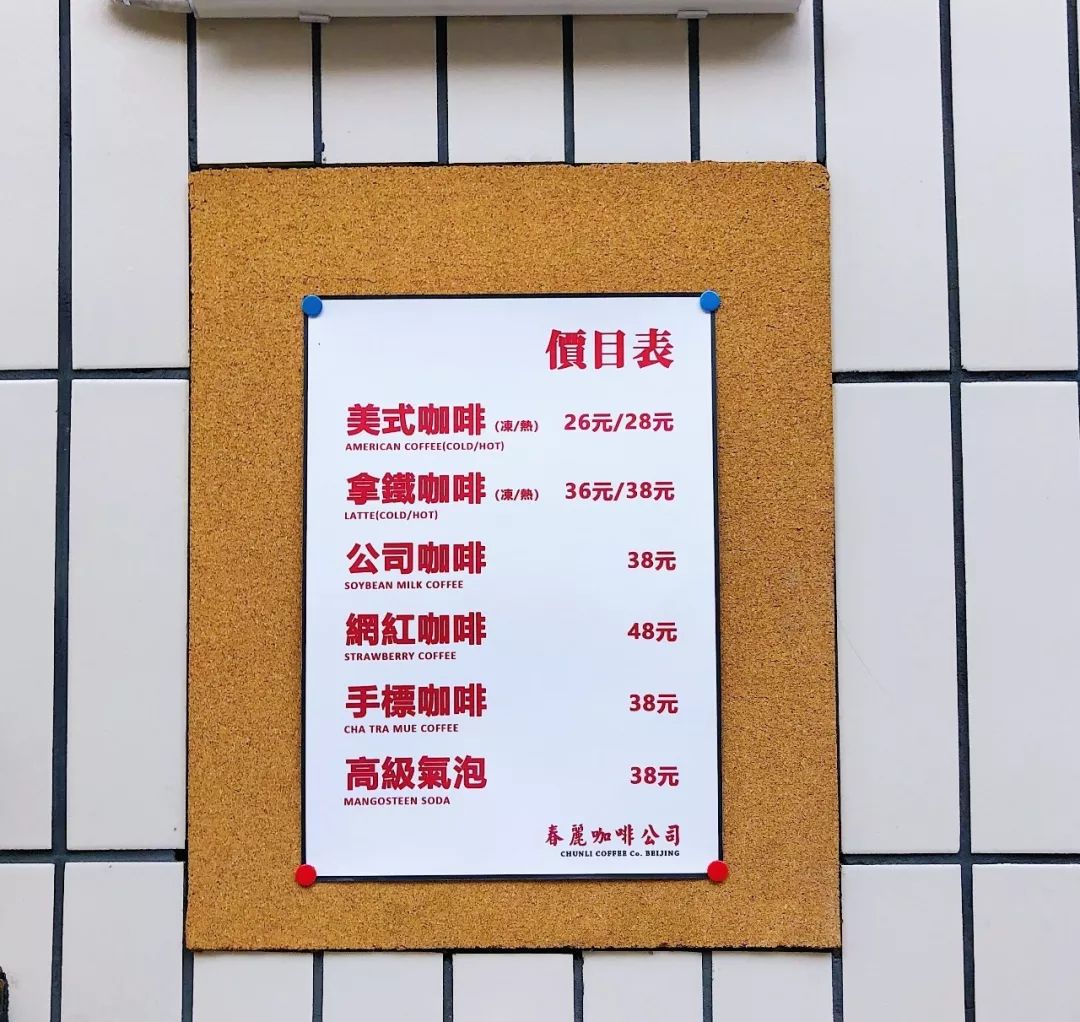 價目表
美式咖啡(凍/熱) 26元/28元
AMERICAN COFFEE(COLD/HOT)
拿鐵咖啡(凍/熱) 36元/38元
LATTE(COLD/HOT)
公司咖啡 38元
SOYBEAN MILK COFFEE
網紅咖啡 48元
STRAWBERRY COFFEE
手標咖啡 38元
CHA TRA MUE COFFEE
高級氣泡 38元
MANGOSTEEN SODA
春麗咖啡公司
CHUNLI COFFEE Co. BEIJING